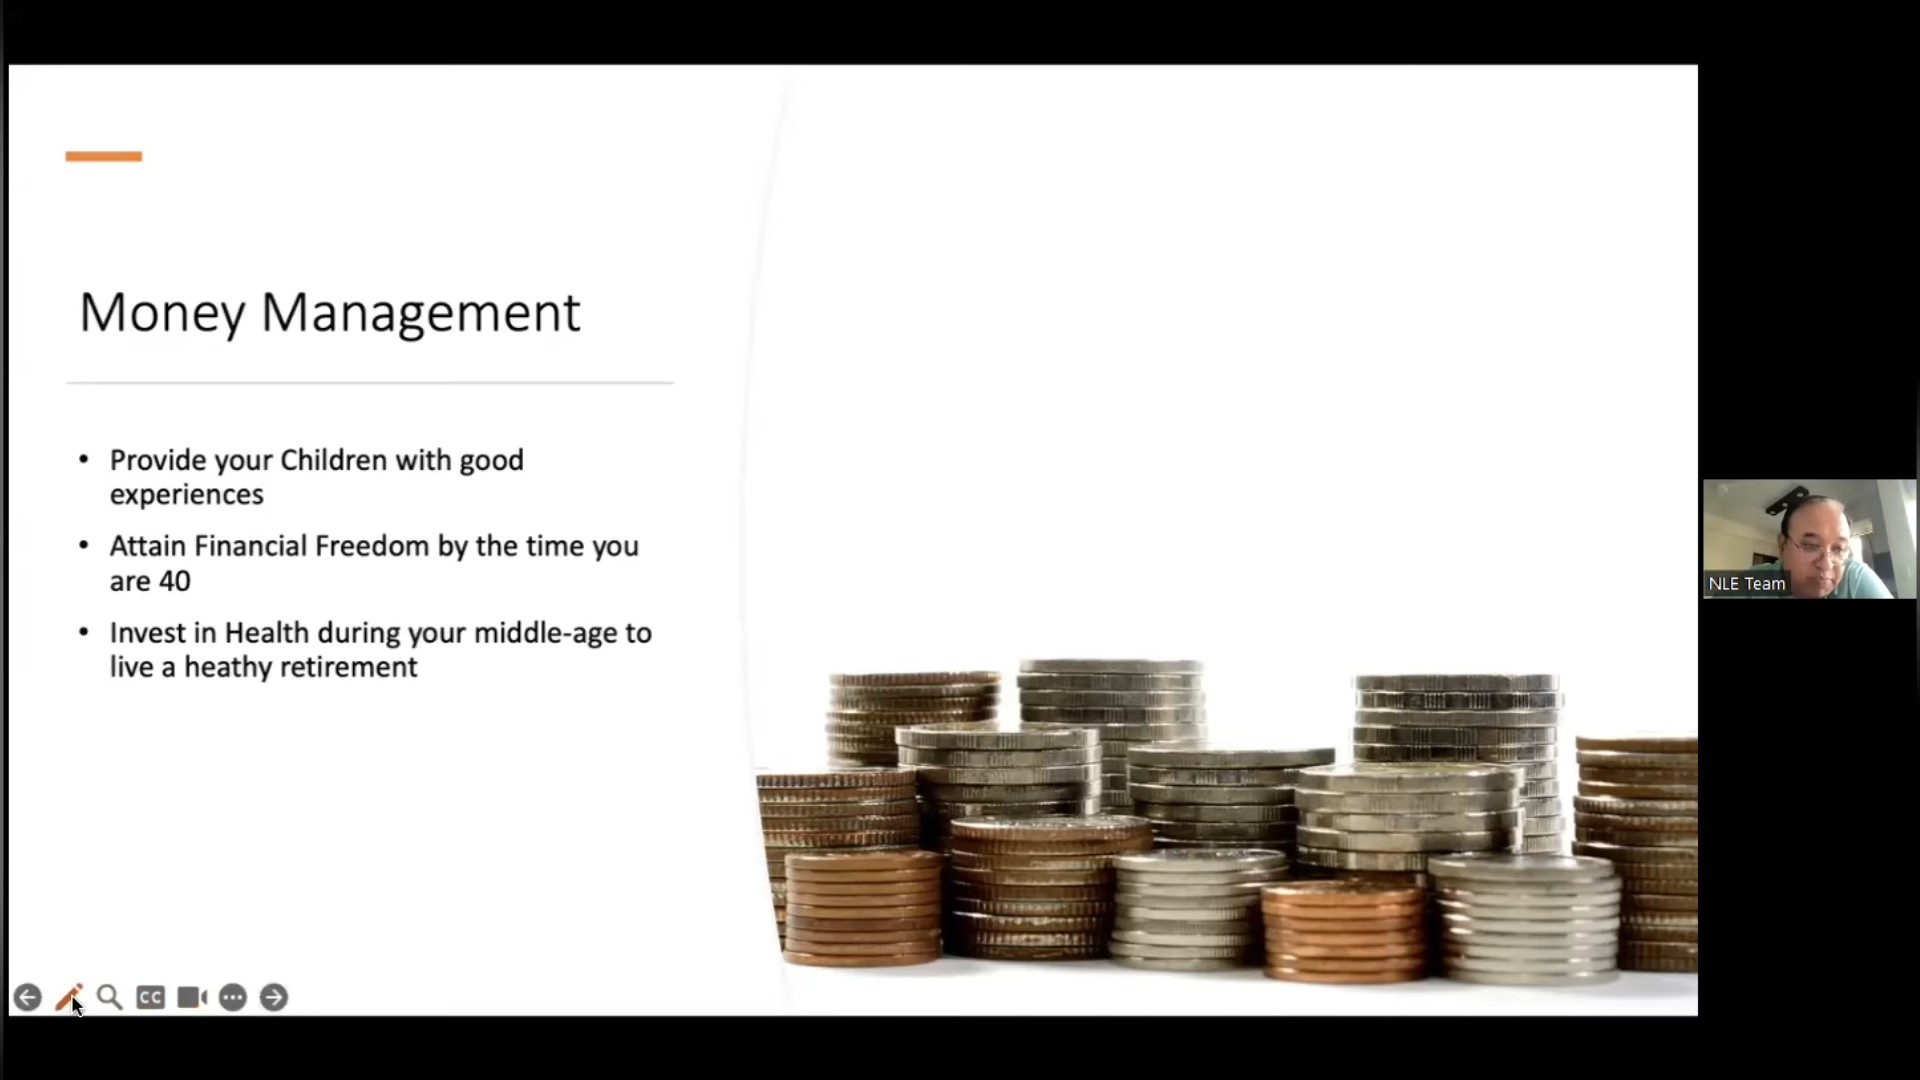 Money Management
• Provide your Children with good
experiences
• Attain Financial Freedom by the time you
are 40
• Invest in Health during your middle-age to
live a heathy retirement
NLE Team
CC